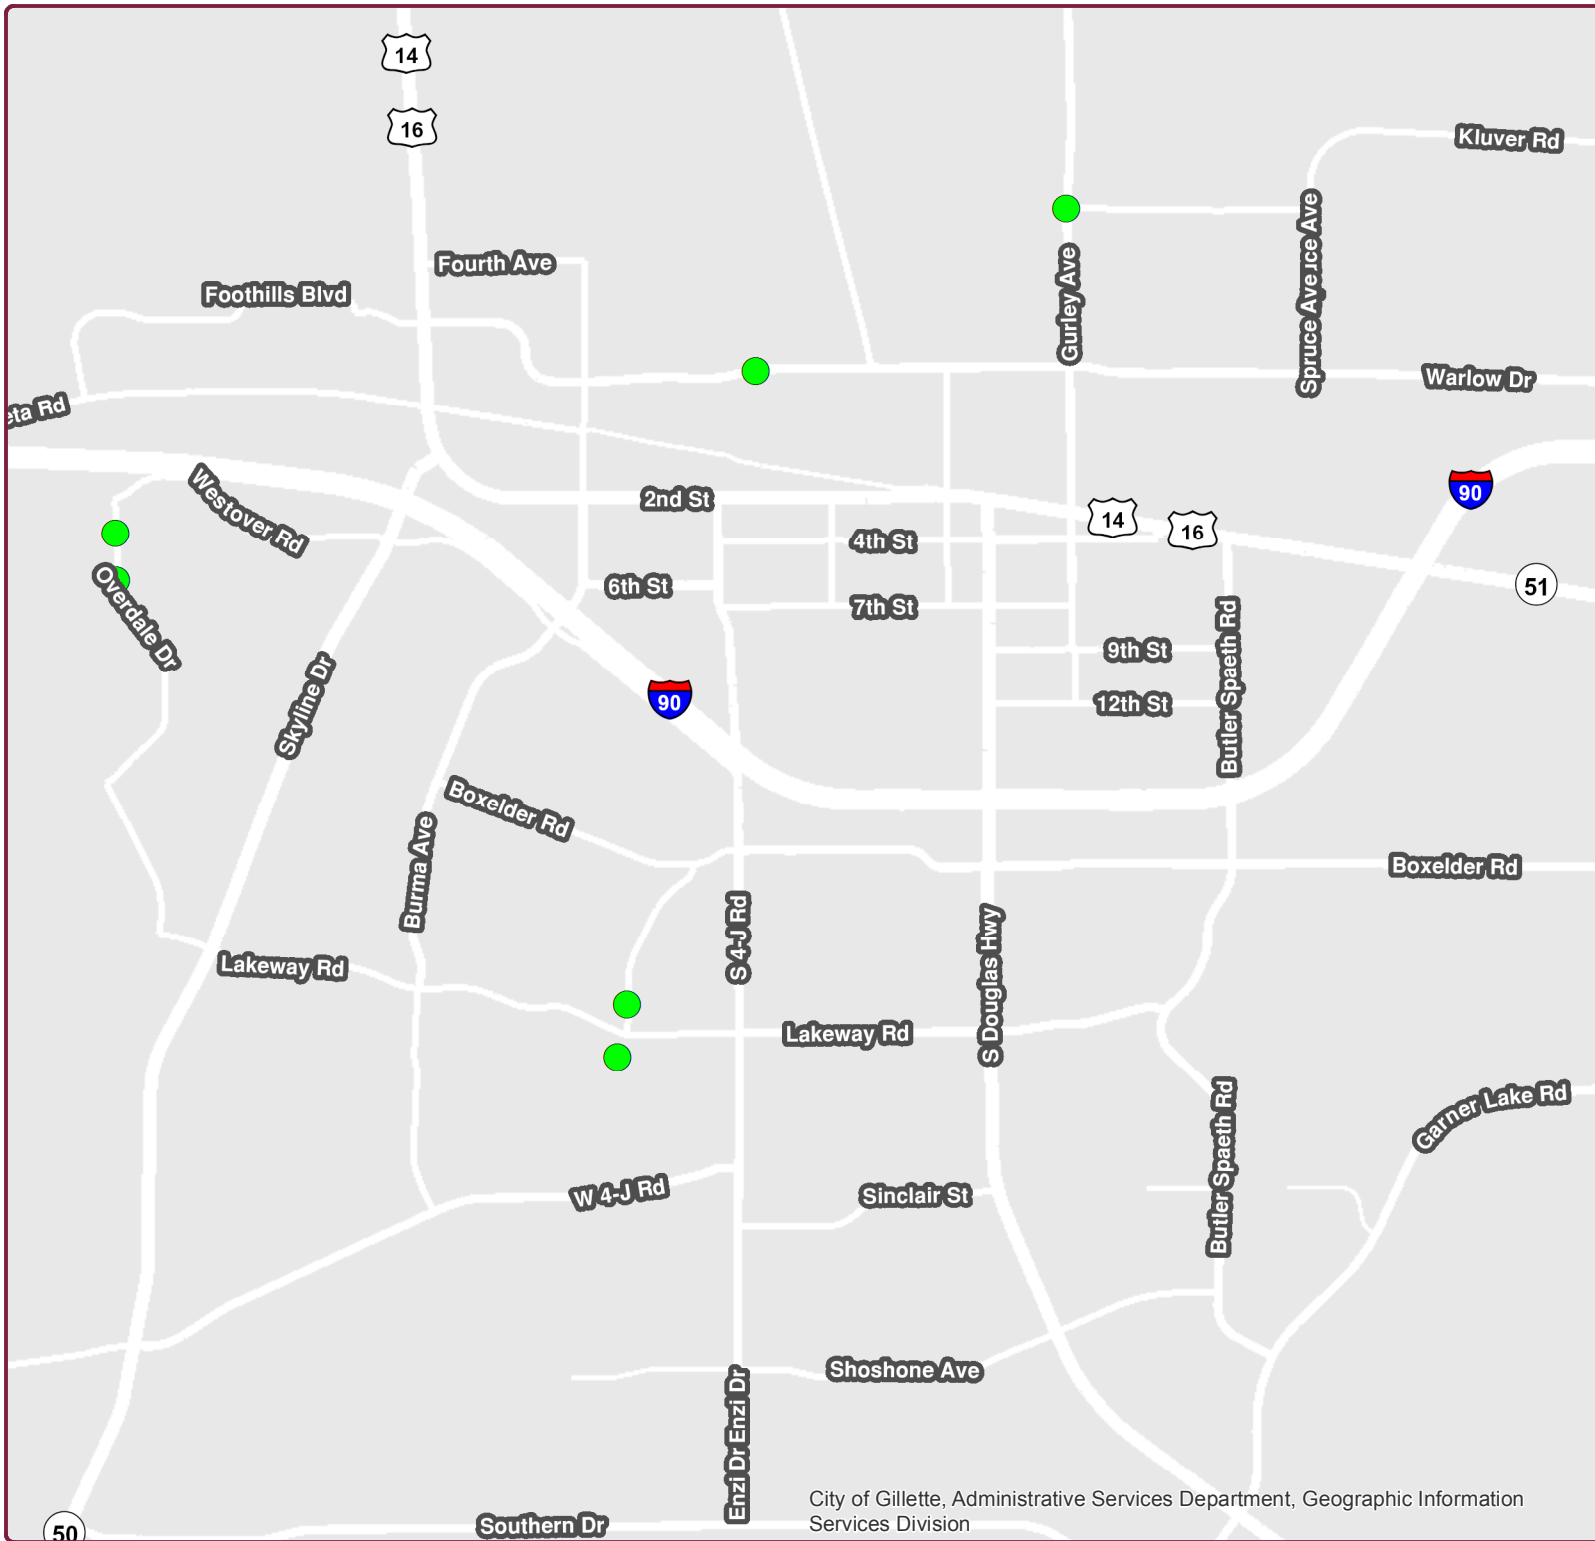 14
16
Kluver Rd
Spruce Ave
Fourth Ave
Gurley Ave
Foothills Blvd
Spruce Ave
Warlow Dr
eta Rd
90
2nd St
14
16
Westover Rd
4th St
51
6th St
7th St
Overdale Dr
9th St
Butler Spaeth Rd
Skyline Dr
90
12th St
Boxelder Rd
Burma Ave
Boxelder Rd
S 4-J Rd
S Douglas Hwy
Lakeway Rd
Lakeway Rd
Garner Lake Rd
Butler Spaeth Rd
W 4-J Rd
Sinclair St
Shoshone Ave
Enzi Dr
Enzi Dr
City of Gillette, Administrative Services Department, Geographic Information
Services Division
Southern Dr
50